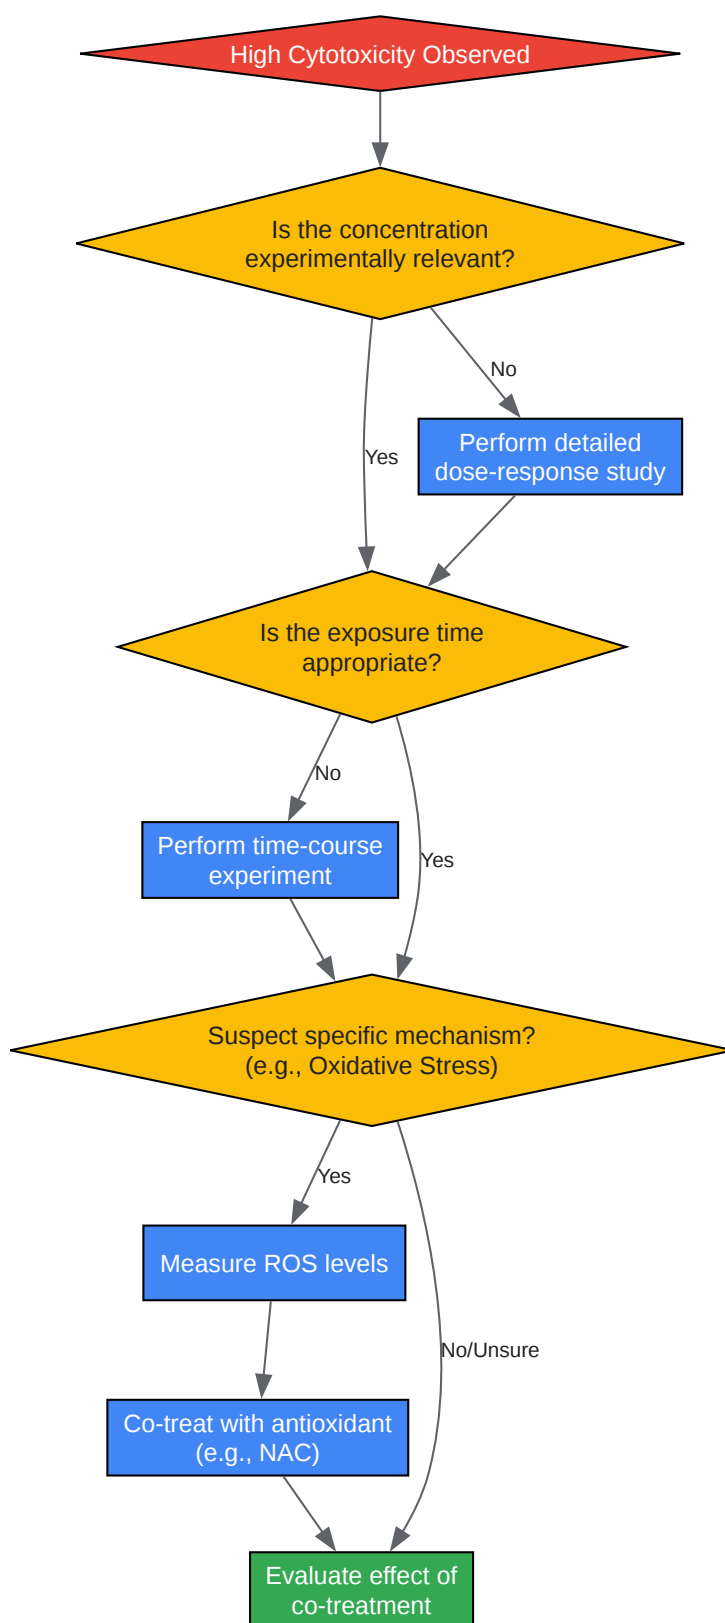 High Cytotoxicity Observed
Is the concentration
experimentally relevant?
No
Yes
Perform detailed
dose-response study
Is the exposure time
appropriate?
No
Yes
Perform time-course
experiment
Suspect specific mechanism?
(e.g., Oxidative Stress)
Yes
Measure ROS levels
No/Unsure
Co-treat with antioxidant
(e.g., NAC)
Evaluate effect of
co-treatment